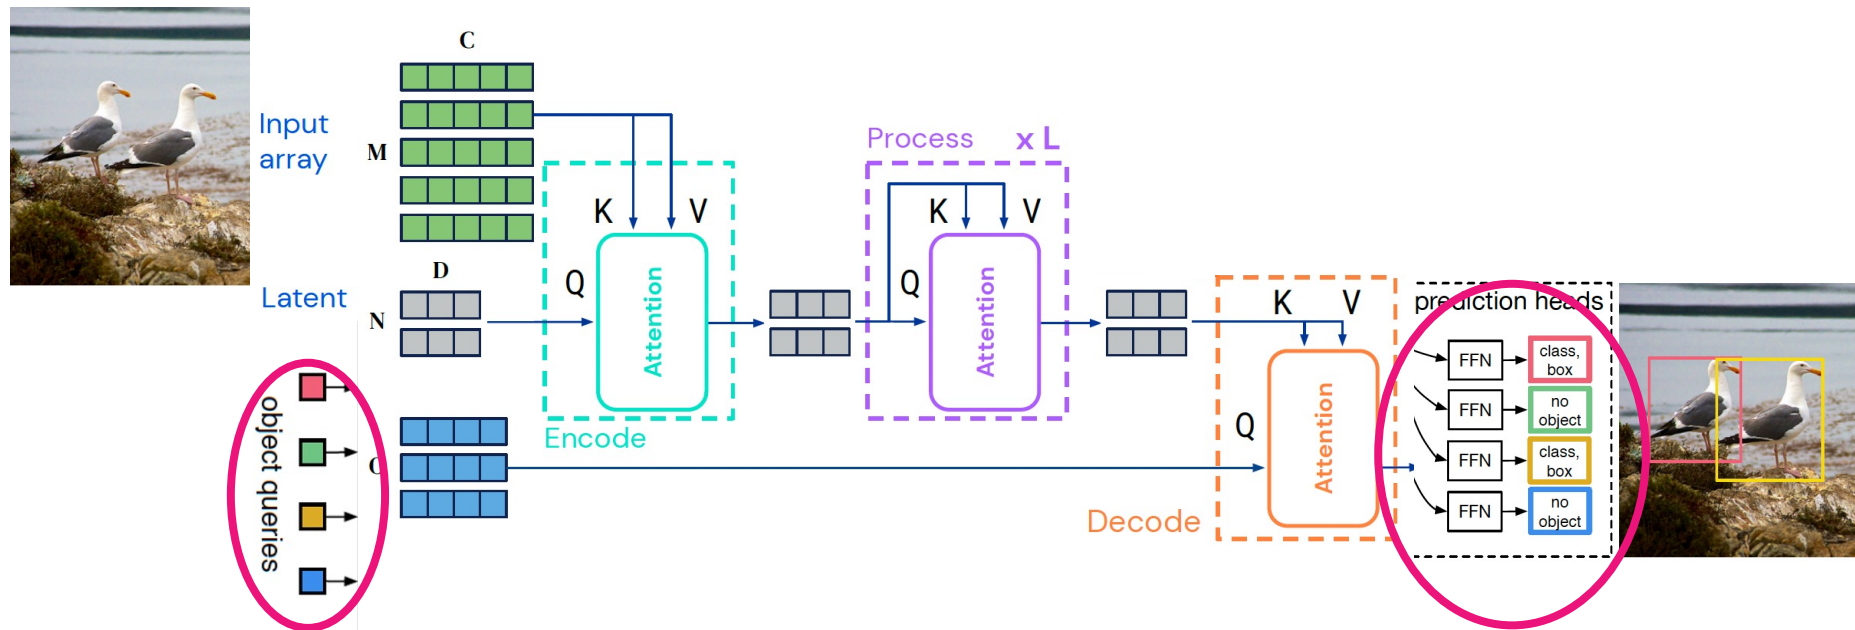 C
Input
array
M
Process
x L
K
V
K
V
D
Q
Q
Latent
N
Attention
Attention
K
V
prediction heads
FFN
class,
box
FFN
no
object
FFN
class,
box
FFN
no
object
object queries
Encode
Q
Attention
Decode